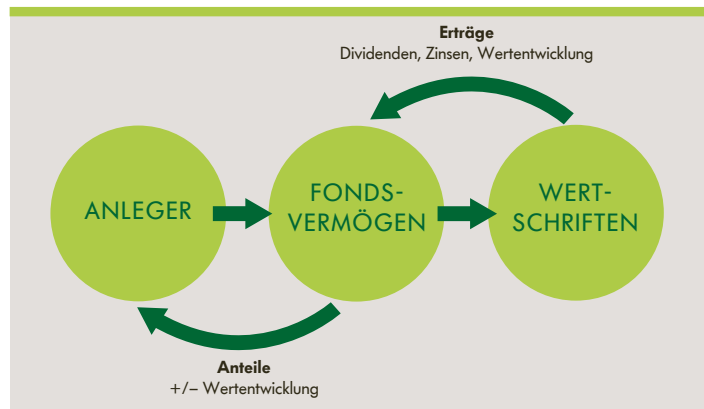 Erträge
Dividenden, Zinsen, Wertentwicklung
ANLEGER
FONDS-
VERMÖGEN
WERT-
SCHRIFTEN
Anteile
+/– Wertentwicklung